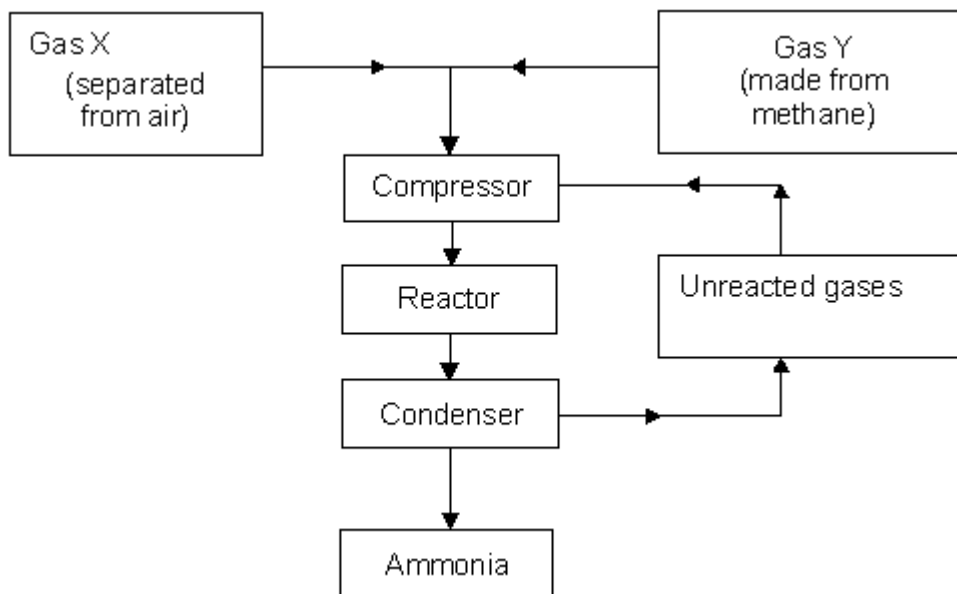 Gas X
(separated
from air)
Gas Y
(made from
methane)
Compressor
Reactor
Unreacted gases
Condenser
Ammonia